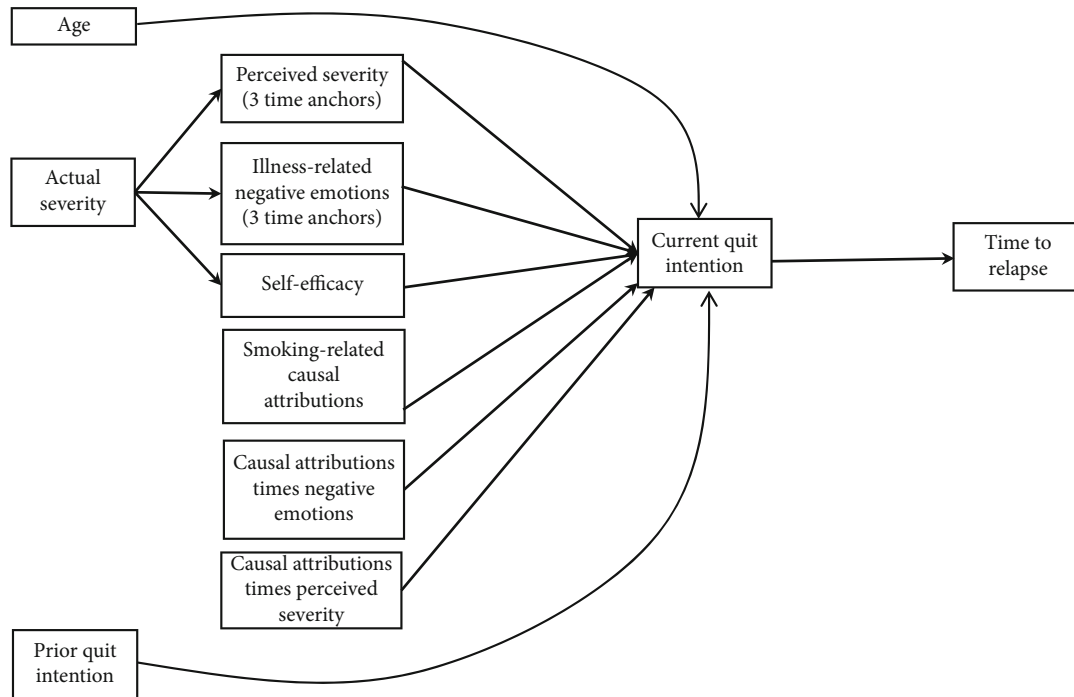 Age
Perceived severity
(3 time anchors)
Actual
severity
Illness-related
negative emotions
(3 time anchors)
Self-efficacy
Smoking-related
causal
attributions
Causal attributions
times negative
emotions
Causal attributions
times perceived
severity
Prior quit
intention
Current quit
intention
Time to
relapse